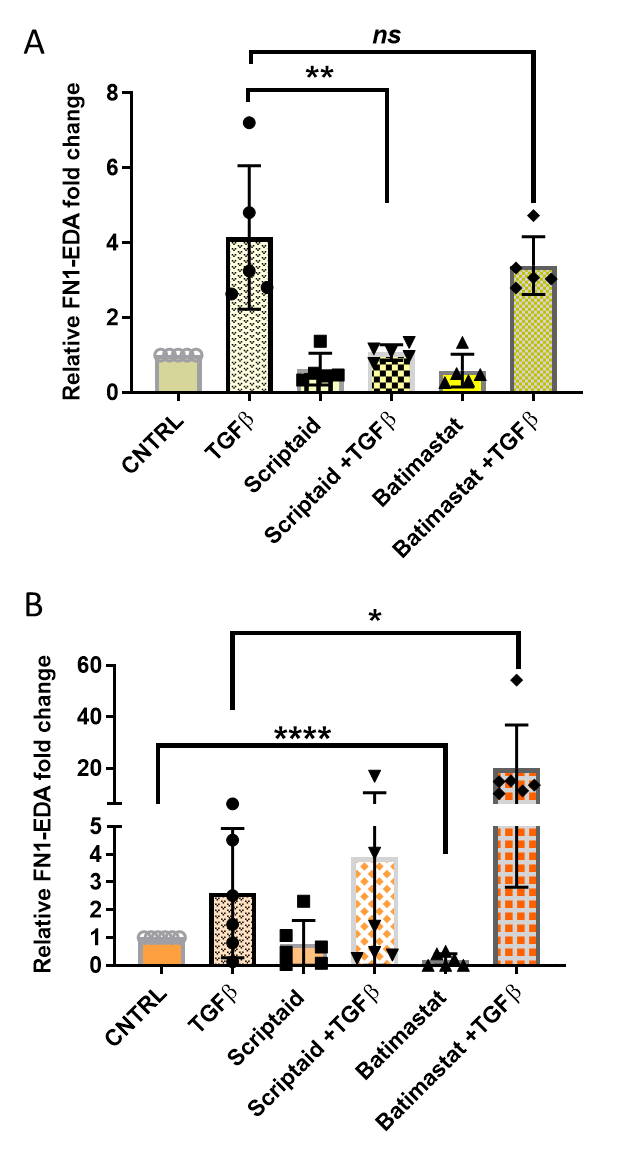 A
ns
**
Relative FN1-EDA fold change
8
6
4
2
0
CNTRL
TGFβ
Scriptaid
Scriptaid +TGFβ
Batimastat
Batimastat +TGFβ
B
*
****
Relative FN1-EDA fold change
60
40
20
5
4
3
2
1
0
CNTRL
TGFβ
Scriptaid
Scriptaid +TGFβ
Batimastat
Batimastat +TGFβ